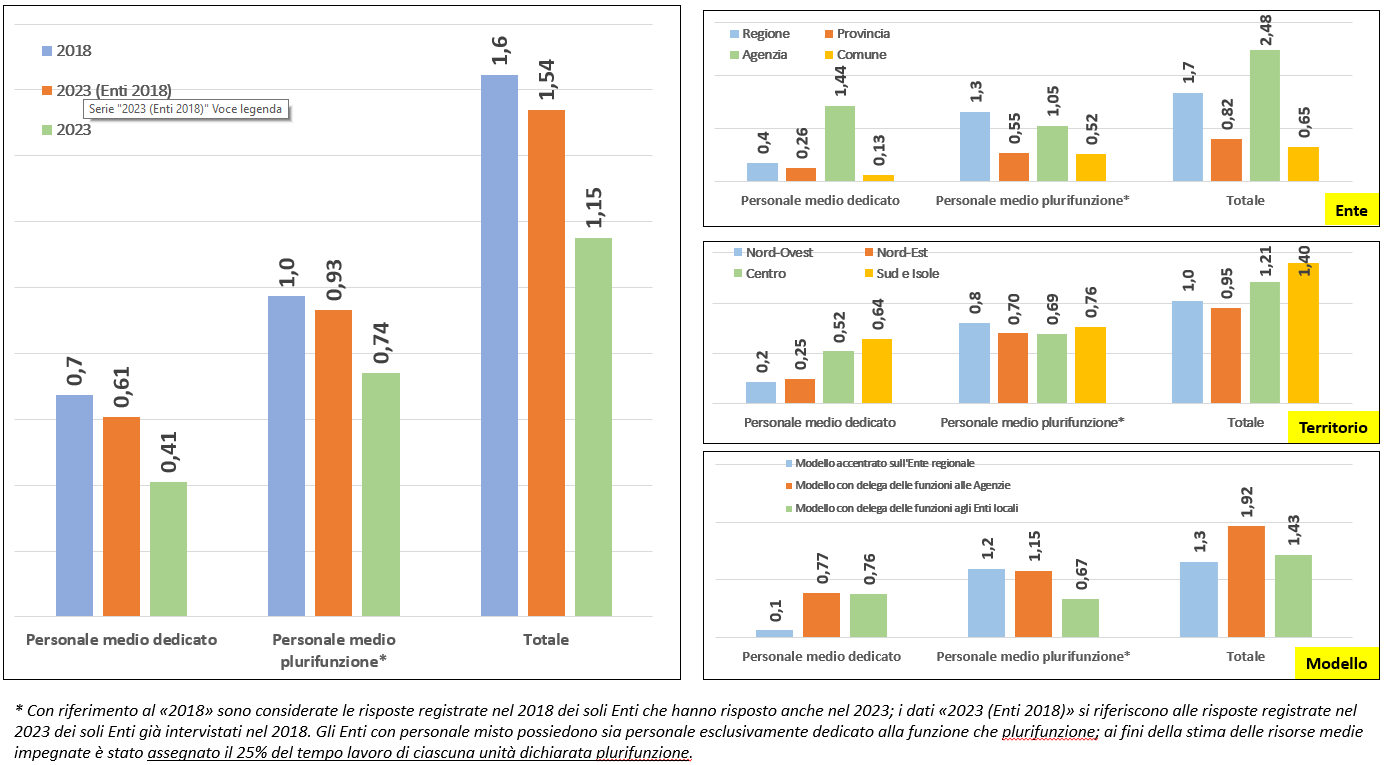 2018
2023 (Enti 2018)
Serie "2023 (Enti 2018)" Voce legenda
2023
0,7
0,61
0,41
1,0
0,93
0,74
1,6
1,54
1,15
Personale medio dedicato
Personale medio
plurifunzione*
Totale
Regione
Provincia
Agenzia
Comune
0,4
0,26
1,44
0,13
1,3
0,55
1,05
0,52
1,7
0,82
2,48
0,65
Personale medio dedicato
Personale medio plurifunzione*
Totale
Ente
Nord-Ovest
Nord-Est
Centro
Sud e Isole
0,2
0,25
0,52
0,64
0,8
0,70
0,69
0,76
1,0
0,95
1,21
1,40
Personale medio dedicato
Personale medio plurifunzione*
Totale
Territorio
Modello accentrato sull'Ente regionale
Modello con delega delle funzioni alle Agenzie
Modello con delega delle funzioni agli Enti locali
0,1
0,77
0,76
1,2
1,15
0,67
1,3
1,92
1,43
Personale medio dedicato
Personale medio plurifunzione*
Totale
Modello
* Con riferimento al «2018» sono considerate le risposte registrate nel 2018 dei soli Enti che hanno risposto anche nel 2023; i dati «2023 (Enti 2018)» si riferiscono alle risposte registrate nel
2023 dei soli Enti già intervistati nel 2018. Gli Enti con personale misto possiedono sia personale esclusivamente dedicato alla funzione che plurifunzione; ai fini della stima delle risorse medie
impegnate è stato assegnato il 25% del tempo lavoro di ciascuna unità dichiarata plurifunzione.